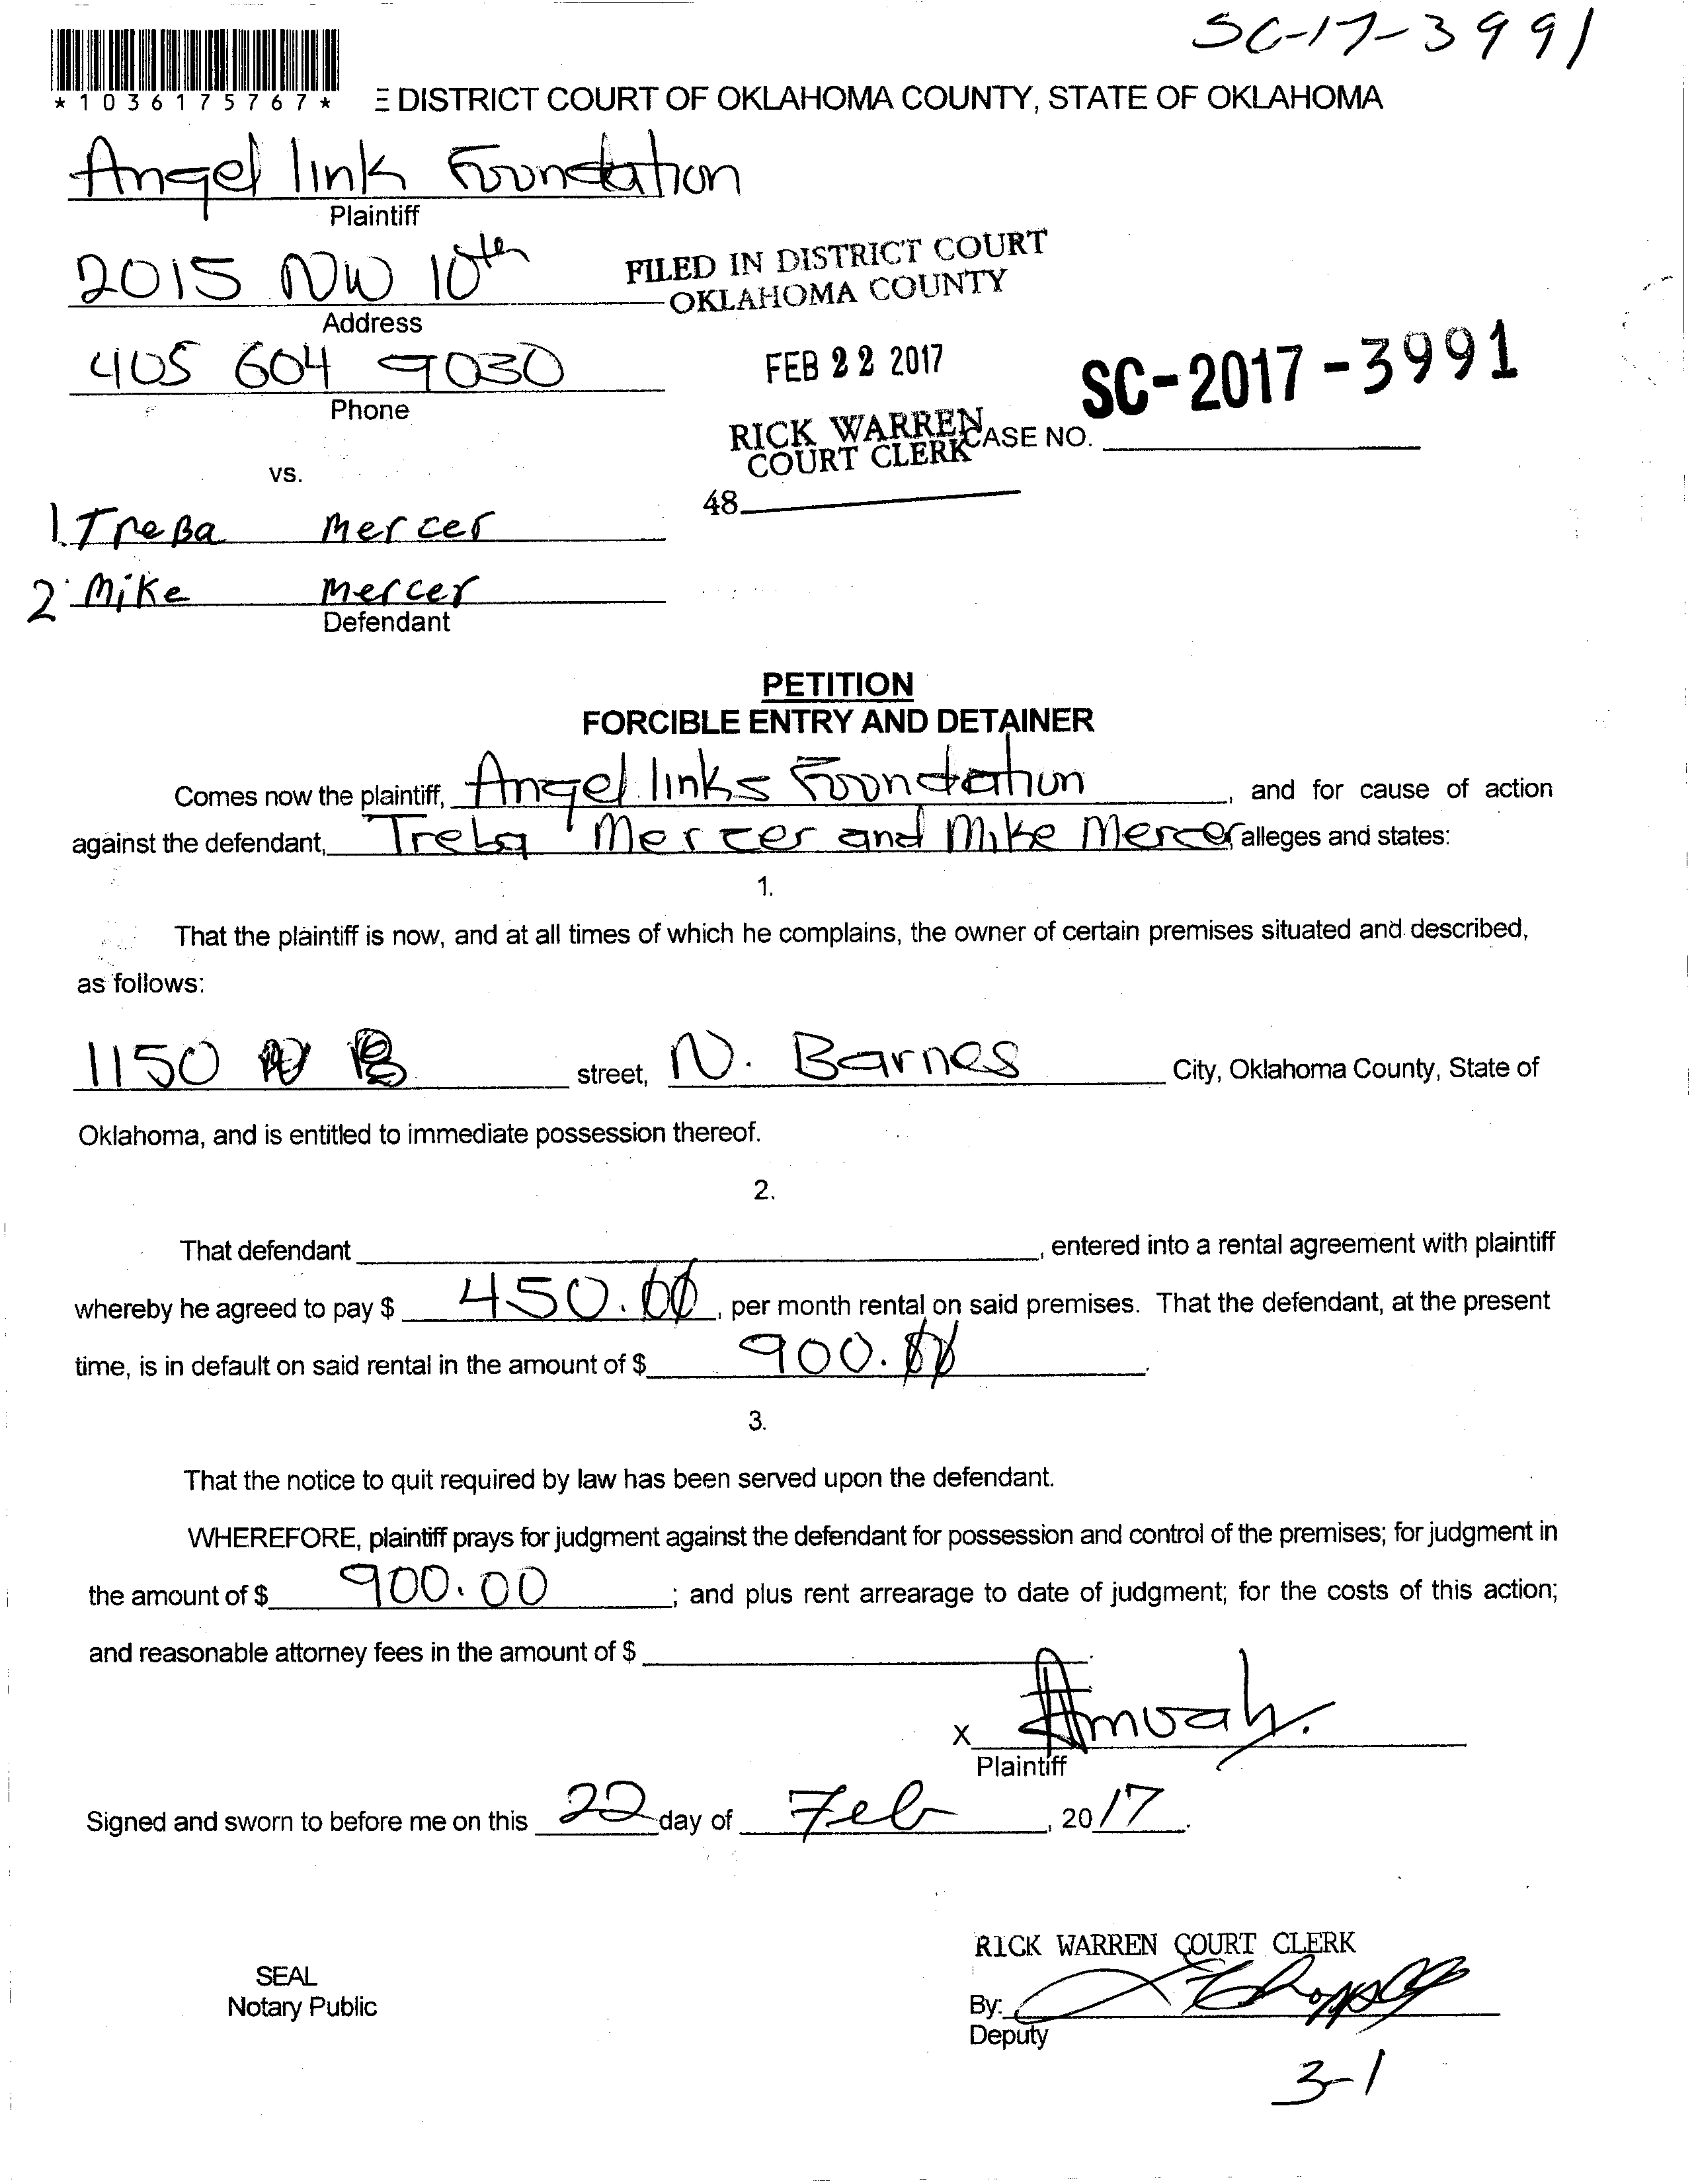 SC-17-3991
*1036175767*
E DISTRICT COURT OF OKLAHOMA COUNTY, STATE OF OKLAHOMA
Angel link Foundation
Plaintiff
2015 NW 10th
FILED IN DISTRICT COURT
OKLAHOMA COUNTY
Address
405 604 9030
FEB 22 2017
SC-2017-3991
Phone
RICK WARREN
COURT CLERK
CASE NO.
vs.
48
1. Treba Mercer
2. Mike Mercer
Defendant
PETITION
FORCIBLE ENTRY AND DETAINER
Comes now the plaintiff, Angel links Foundation, and for cause of action
against the defendant, Treba Mercer and Mike Mercer alleges and states:
1.
That the plaintiff is now, and at all times of which he complains, the owner of certain premises situated and described,
as follows:
1150 street, N. Barnes City, Oklahoma County, State of
Oklahoma, and is entitled to immediate possession thereof.
2.
That defendant , entered into a rental agreement with plaintiff
whereby he agreed to pay $ 450.00, per month rental on said premises. That the defendant, at the present
time, is in default on said rental in the amount of $ 900.00.
3.
That the notice to quit required by law has been served upon the defendant.
WHEREFORE, plaintiff prays for judgment against the defendant for possession and control of the premises; for judgment in
the amount of $ 900.00; and plus rent arrearage to date of judgment; for the costs of this action;
and reasonable attorney fees in the amount of $ .
X Amoah.
Plaintiff
Signed and sworn to before me on this 22 day of Feb, 2017.
RICK WARREN COURT CLERK
SEAL
Notary Public
By:
Deputy
3-1